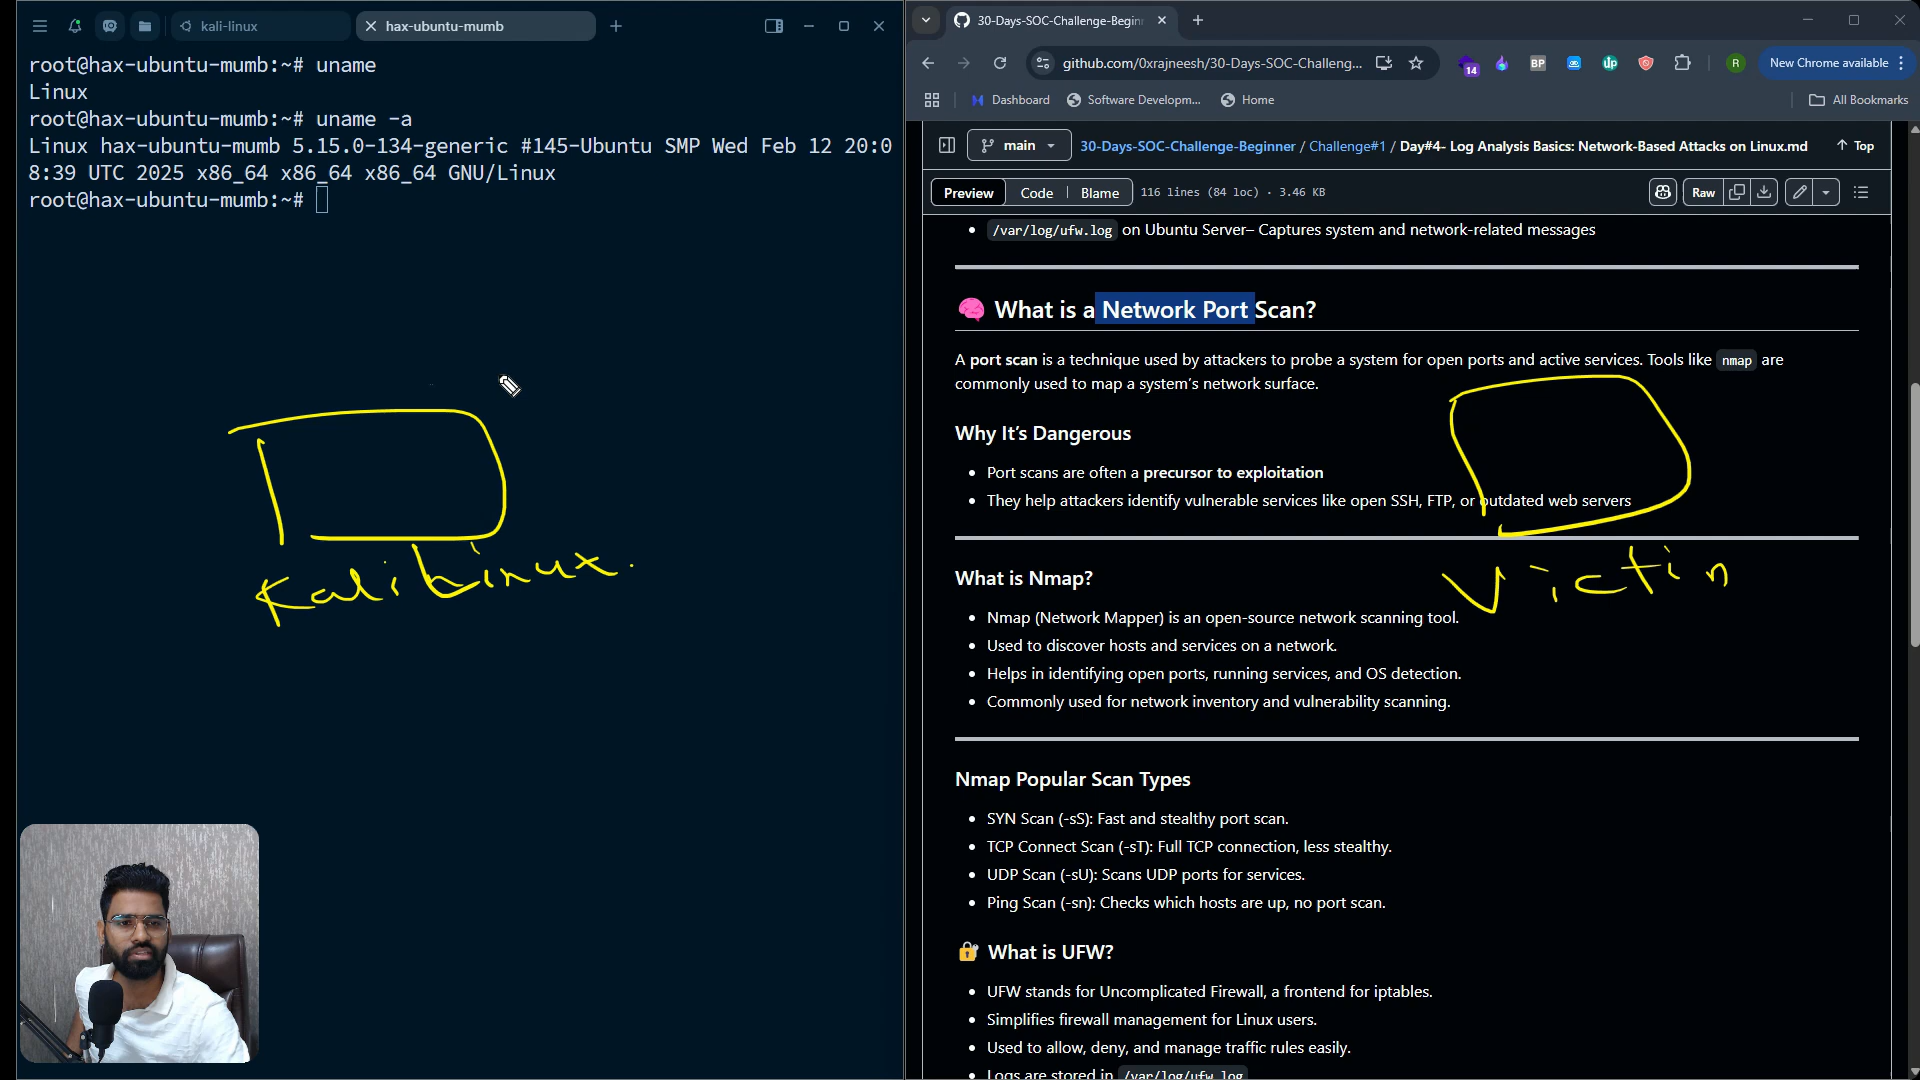 kali-linux
hax-ubuntu-mumb
root@hax-ubuntu-mumb:~# uname
Linux
root@hax-ubuntu-mumb:~# uname -a
Linux hax-ubuntu-mumb 5.15.0-134-generic #145-Ubuntu SMP Wed Feb 12 20:0
8:39 UTC 2025 x86_64 x86_64 x86_64 GNU/Linux
root@hax-ubuntu-mumb:~#
Kali Linux.
30-Days-SOC-Challenge-Beginn
github.com/0xrajneesh/30-Days-SOC-Challeng...
14
BP
up
R
New Chrome available
Dashboard
Software Developm...
Home
All Bookmarks
main
30-Days-SOC-Challenge-Beginner / Challenge#1 / Day#4- Log Analysis Basics: Network-Based Attacks on Linux.md
Top
Preview
Code
Blame
116 lines (84 loc) · 3.46 KB
Raw
• /var/log/ufw.log on Ubuntu Server– Captures system and network-related messages
🧠 What is a Network Port Scan?
A port scan is a technique used by attackers to probe a system for open ports and active services. Tools like nmap are
commonly used to map a system's network surface.
Why It's Dangerous
• Port scans are often a precursor to exploitation
• They help attackers identify vulnerable services like open SSH, FTP, or outdated web servers
Victin
What is Nmap?
• Nmap (Network Mapper) is an open-source network scanning tool.
• Used to discover hosts and services on a network.
• Helps in identifying open ports, running services, and OS detection.
• Commonly used for network inventory and vulnerability scanning.
Nmap Popular Scan Types
• SYN Scan (-sS): Fast and stealthy port scan.
• TCP Connect Scan (-sT): Full TCP connection, less stealthy.
• UDP Scan (-sU): Scans UDP ports for services.
• Ping Scan (-sn): Checks which hosts are up, no port scan.
🔐 What is UFW?
• UFW stands for Uncomplicated Firewall, a frontend for iptables.
• Simplifies firewall management for Linux users.
• Used to allow, deny, and manage traffic rules easily.
• Logs are stored in /var/log/ufw.log